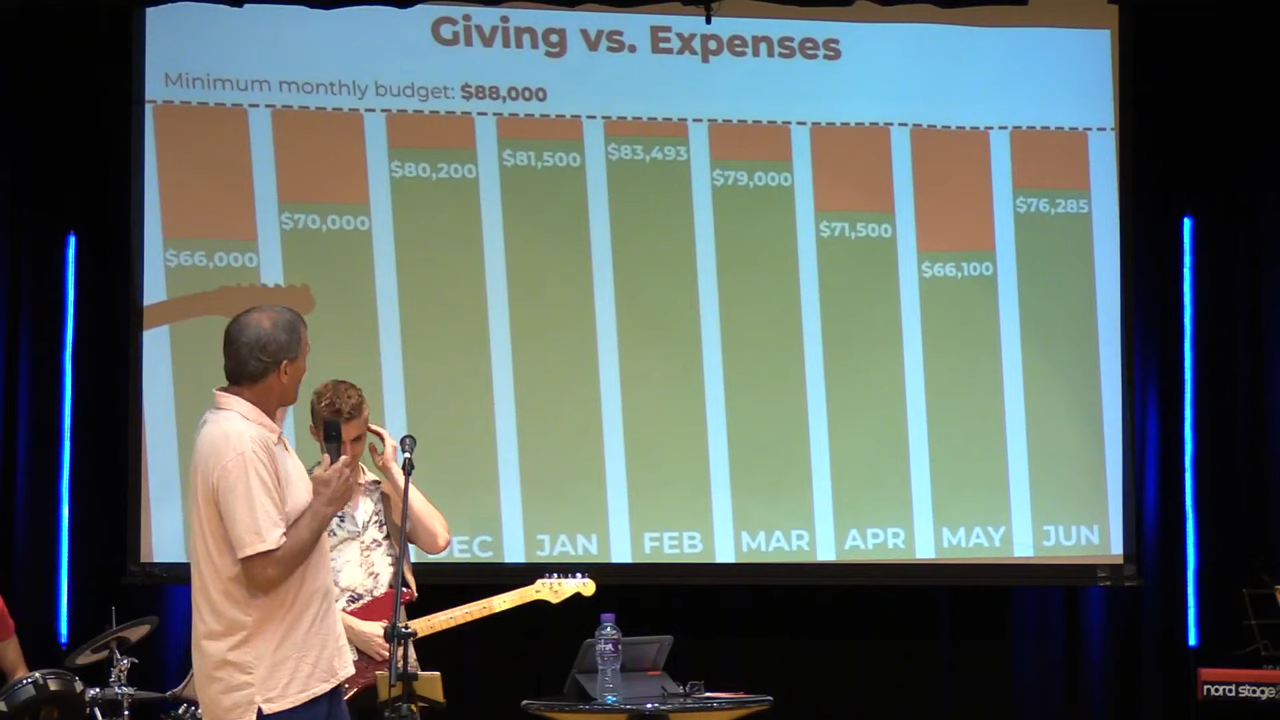 Giving vs. Expenses
Minimum monthly budget: $88,000
$66,000
$70,000
$80,200
$81,500
$83,493
$79,000
$71,500
$66,100
$76,285
EC
JAN
FEB
MAR
APR
MAY
JUN
nord stage